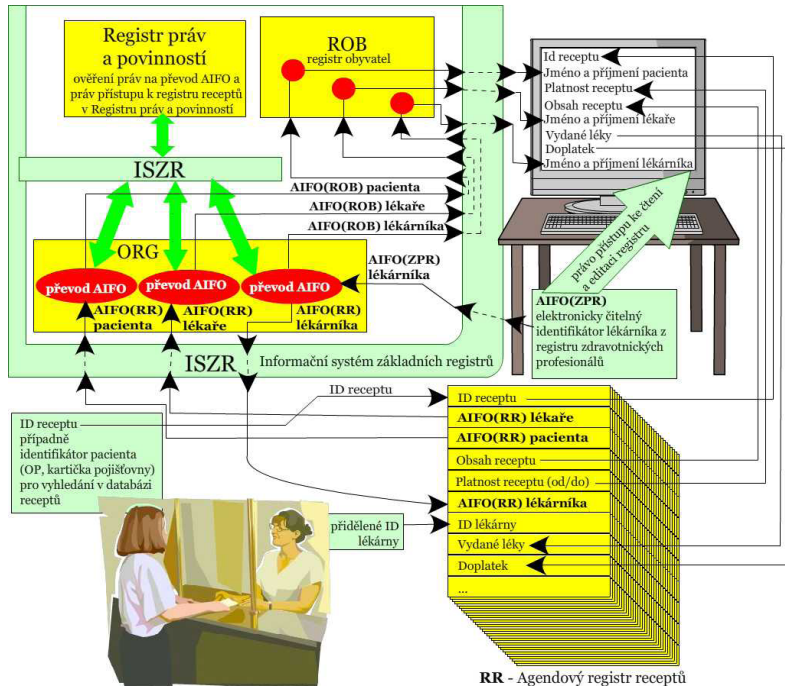 Registr práv
a povinností
ověření práv na převod AIFO a
práv přístupu k registru receptů
v Registru práv a povinností
ROB
registr obyvatel
Id receptu
Jméno a příjmení pacienta
Platnost receptu
Obsah receptu
Jméno a příjmení lékaře
Vydané léky
Doplatek
Jméno a příjmení lékárníka
ISZR
AIFO(ROB) pacienta
AIFO(ROB) lékaře
AIFO(ROB) lékárníka
ORG
převod AIFO
převod AIFO
převod AIFO
AIFO(RR)
pacienta
AIFO(RR)
lékaře
AIFO(RR)
lékárníka
AIFO(ZPR)
lékárníka
právo přístupu ke čtení
a editaci registru
AIFO(ZPR)
elektronicky čitelný
identifikátor lékárníka z
registru zdravotnických
profesionálů
ISZR
Informační systém základních registrů
ID receptu
případně
identifikátor pacienta
(OP, kartička pojišťovny)
pro vyhledání v databázi
receptů
ID receptu
ID receptu
AIFO(RR) lékaře
AIFO(RR) pacienta
Obsah receptu
Platnost receptu (od/do)
AIFO(RR) lékárníka
ID lékárny
Vydané léky
Doplatek
...
přidělené ID
lékárny
RR - Agendový registr receptů